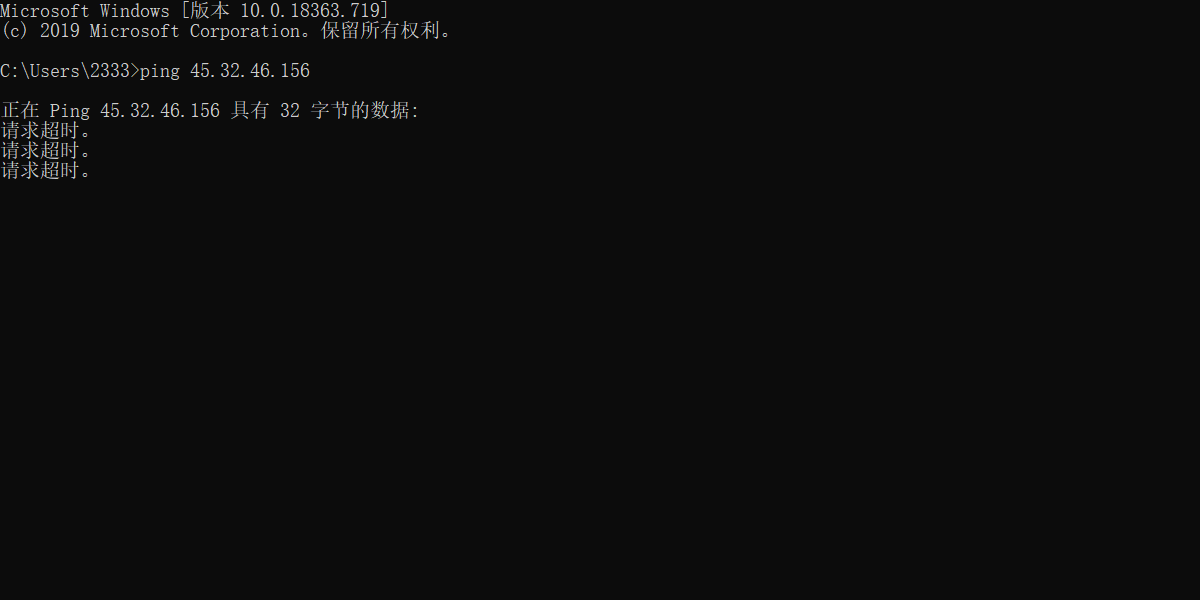 Microsoft Windows [版本 10.0.18363.719]
(c) 2019 Microsoft Corporation。保留所有权利。
C:\Users\2333>ping 45.32.46.156
正在 Ping 45.32.46.156 具有 32 字节的数据:
请求超时。
请求超时。
请求超时。